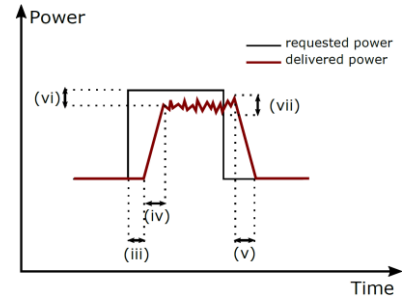 Power
requested power
delivered power
(vi)
(vii)
(iv)
(iii)
(v)
Time